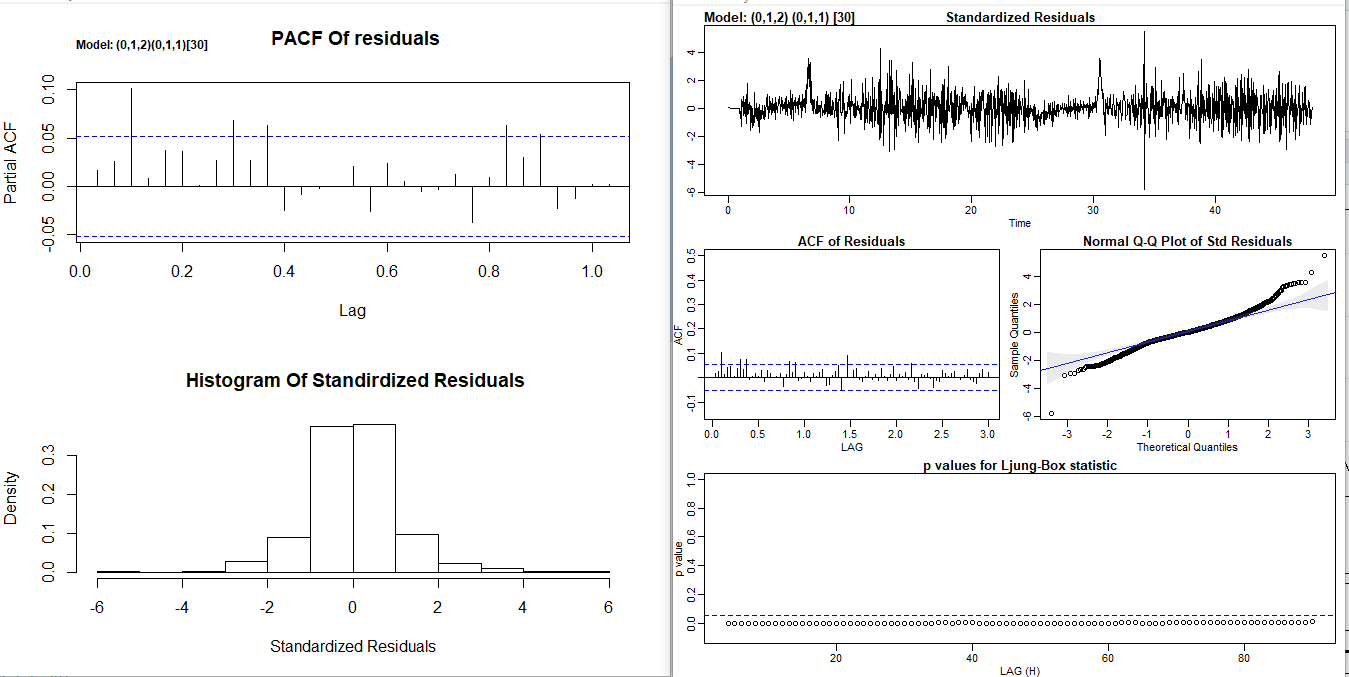 PACF Of residuals
Model: (0,1,2)(0,1,1)[30]
Partial ACF
0.10
0.05
0.00
-0.05
0.0 0.2 0.4 0.6 0.8 1.0
Lag
Histogram Of Standirdized Residuals
Density
0.3
0.2
0.1
0.0
-6 -4 -2 0 2 4 6
Standardized Residuals
Model: (0,1,2) (0,1,1) [30] Standardized Residuals
4
2
0
-2
-4
-6
0 10 20 30 40
Time
ACF of Residuals
ACF
0.5
0.4
0.3
0.2
0.1
-0.1
0.0 0.5 1.0 1.5 2.0 2.5 3.0
LAG
Normal Q-Q Plot of Std Residuals
Sample Quantiles
4
2
0
-2
-4
-6
-3 -2 -1 0 1 2 3
Theoretical Quantiles
p values for Ljung-Box statistic
p value
1.0
0.8
0.6
0.4
0.2
0.0
20 40 60 80
LAG (H)